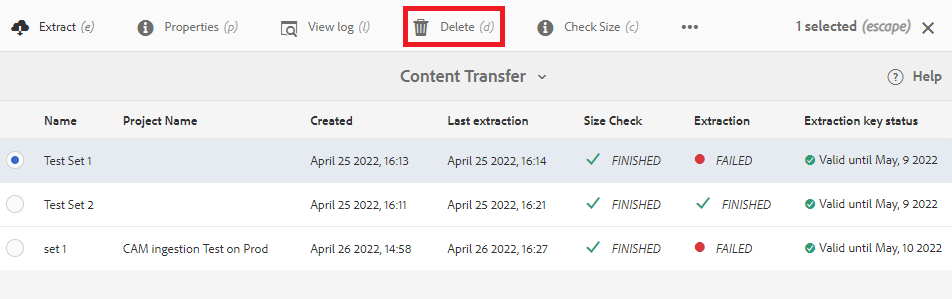 Extract (e) Properties (p) View log (l) Delete (d) Check Size (c) ••• 1 selected (escape)
Content Transfer
Help
Name Project Name Created Last extraction Size Check Extraction Extraction key status
Test Set 1 April 25 2022, 16:13 April 25 2022, 16:14 FINISHED FAILED Valid until May, 9 2022
Test Set 2 April 25 2022, 16:11 April 25 2022, 16:21 FINISHED FINISHED Valid until May, 9 2022
set 1 CAM ingestion Test on Prod April 26 2022, 14:58 April 26 2022, 16:27 FINISHED FAILED Valid until May, 10 2022